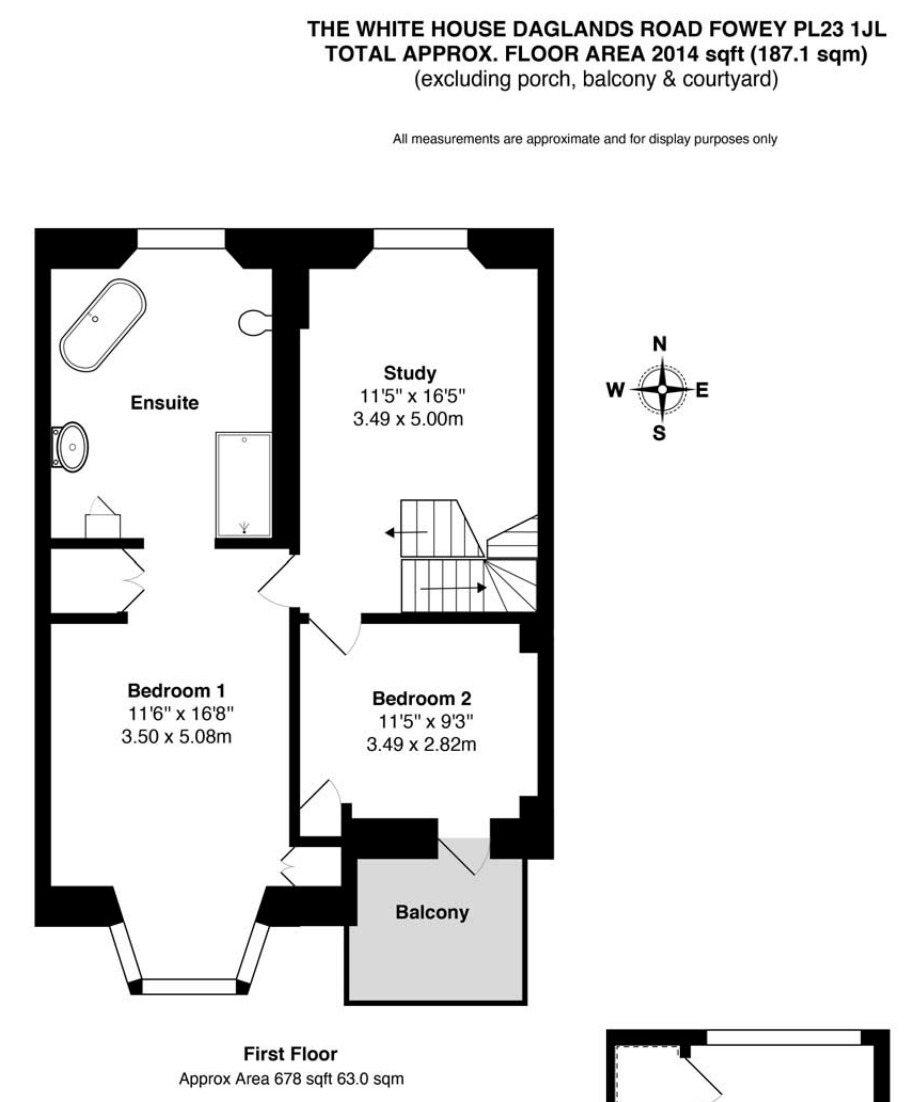 THE WHITE HOUSE DAGLANDS ROAD FOWEY PL23 1JL
TOTAL APPROX. FLOOR AREA 2014 sqft (187.1 sqm)
(excluding porch, balcony & courtyard)
All measurements are approximate and for display purposes only
N
W E
S
Ensuite
Study
11'5" x 16'5"
3.49 x 5.00m
Bedroom 1
11'6" x 16'8"
3.50 x 5.08m
Bedroom 2
11'5" x 9'3"
3.49 x 2.82m
Balcony
First Floor
Approx Area 678 sqft 63.0 sqm